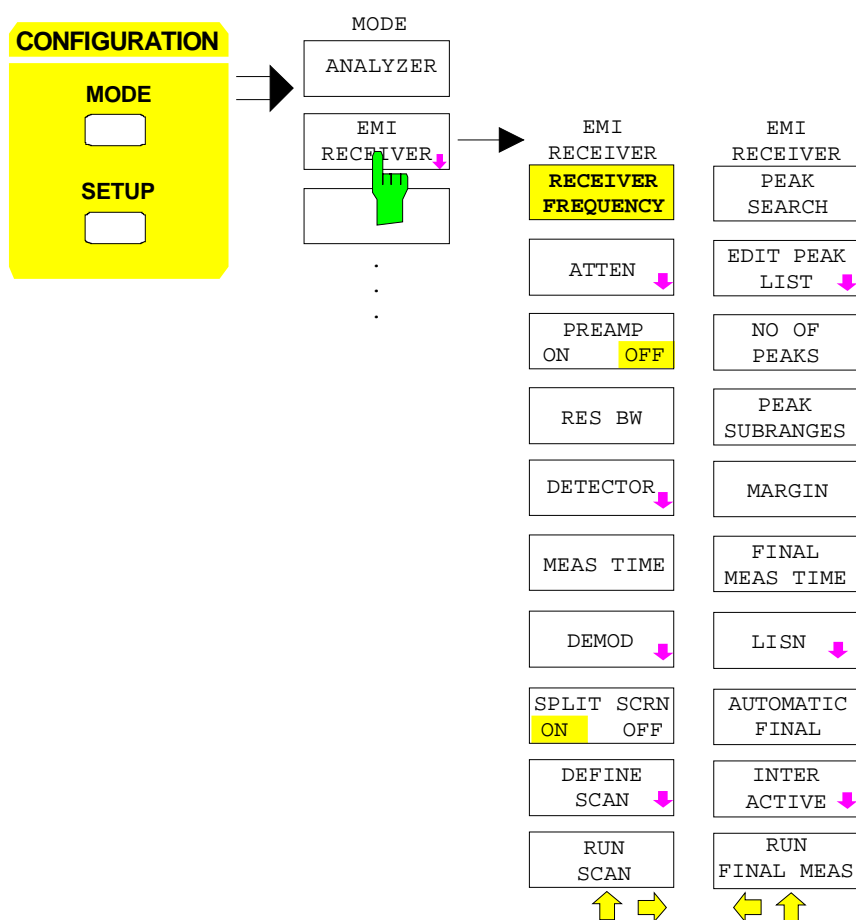 CONFIGURATION
MODE
SETUP
MODE
ANALYZER
EMI
RECEIVER
.
.
.
EMI
RECEIVER
RECEIVER
FREQUENCY
ATTEN
PREAMP
ON OFF
RES BW
DETECTOR
MEAS TIME
DEMOD
SPLIT SCRN
ON OFF
DEFINE
SCAN
RUN
SCAN
EMI
RECEIVER
PEAK
SEARCH
EDIT PEAK
LIST
NO OF
PEAKS
PEAK
SUBRANGES
MARGIN
FINAL
MEAS TIME
LISN
AUTOMATIC
FINAL
INTER
ACTIVE
RUN
FINAL MEAS